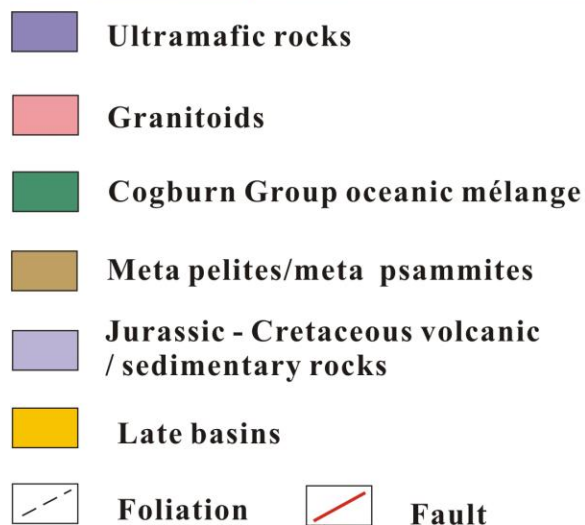 Ultramafic rocks
Granitoids
Cogburn Group oceanic mélange
Meta pelites/meta psammites
Jurassic - Cretaceous volcanic
/ sedimentary rocks
Late basins
Foliation Fault